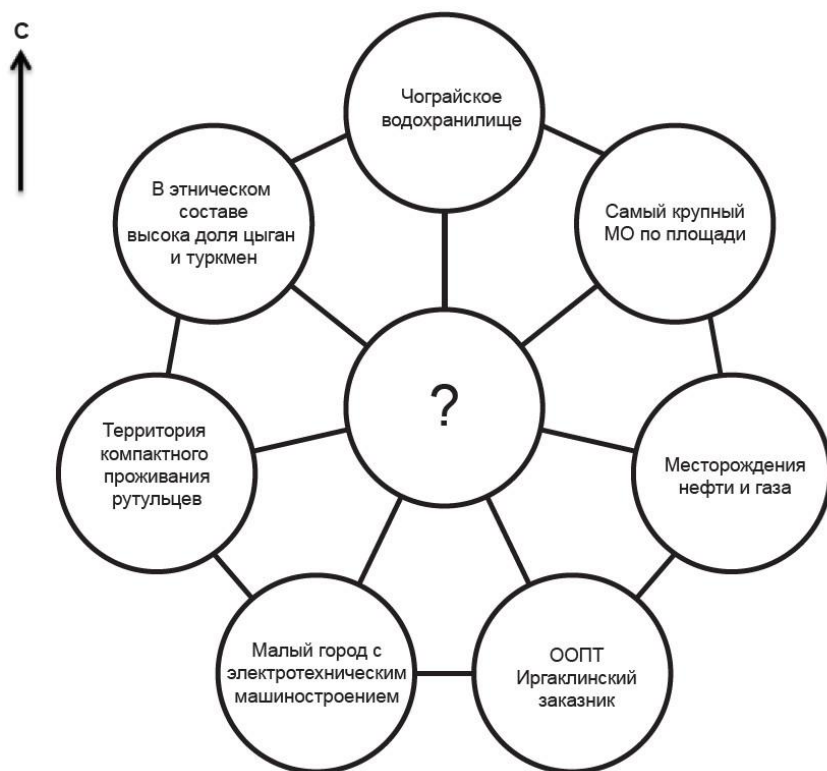 С
Чограйское
водохранилище
В этническом
составе
высока доля цыган
и туркмен
Самый крупный
МО по площади
?
Территория
компактного
проживания
рутульцев
Месторождения
нефти и газа
Малый город с
электротехническим
машиностроением
ООПТ
Иргаклинский
заказник